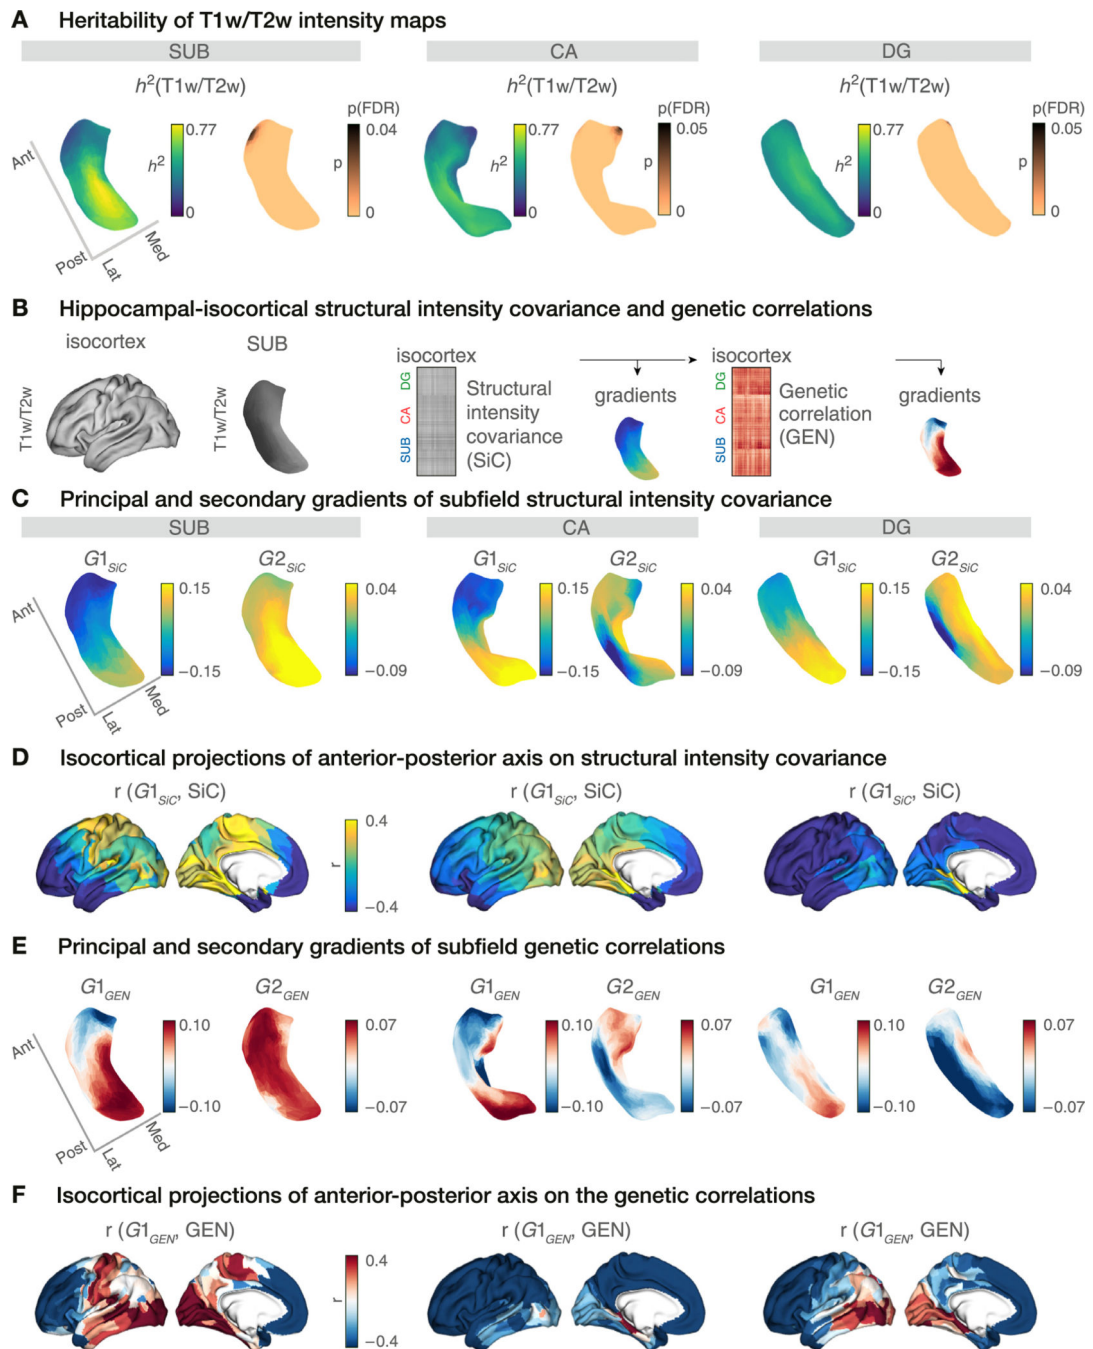 A Heritability of T1w/T2w intensity maps
SUB CA DG
h²(T1w/T2w) h²(T1w/T2w) h²(T1w/T2w)
p(FDR) p(FDR) p(FDR)
0.77 0.04 0.77 0.05 0.77 0.05
Ant h² p h² p h² p
0 0 0 0 0 0
Post Lat Med
B Hippocampal-isocortical structural intensity covariance and genetic correlations
isocortex SUB isocortex isocortex
T1w/T2w T1w/T2w
DG CA SUB
Structural intensity covariance (SiC)
gradients
DG CA SUB
Genetic correlation (GEN)
gradients
C Principal and secondary gradients of subfield structural intensity covariance
SUB CA DG
G1SiC G2SiC G1SiC G2SiC G1SiC G2SiC
0.15 0.04 0.15 0.04 0.15 0.04
Ant
−0.15 −0.09 −0.15 −0.09 −0.15 −0.09
Post Lat Med
D Isocortical projections of anterior-posterior axis on structural intensity covariance
r (G1SiC, SiC) r (G1SiC, SiC) r (G1SiC, SiC)
0.4
r
−0.4
E Principal and secondary gradients of subfield genetic correlations
G1GEN G2GEN G1GEN G2GEN G1GEN G2GEN
0.10 0.07 0.10 0.07 0.10 0.07
Ant
−0.10 −0.07 −0.10 −0.07 −0.10 −0.07
Post Lat Med
F Isocortical projections of anterior-posterior axis on the genetic correlations
r (G1GEN, GEN) r (G1GEN, GEN) r (G1GEN, GEN)
0.4
r
−0.4